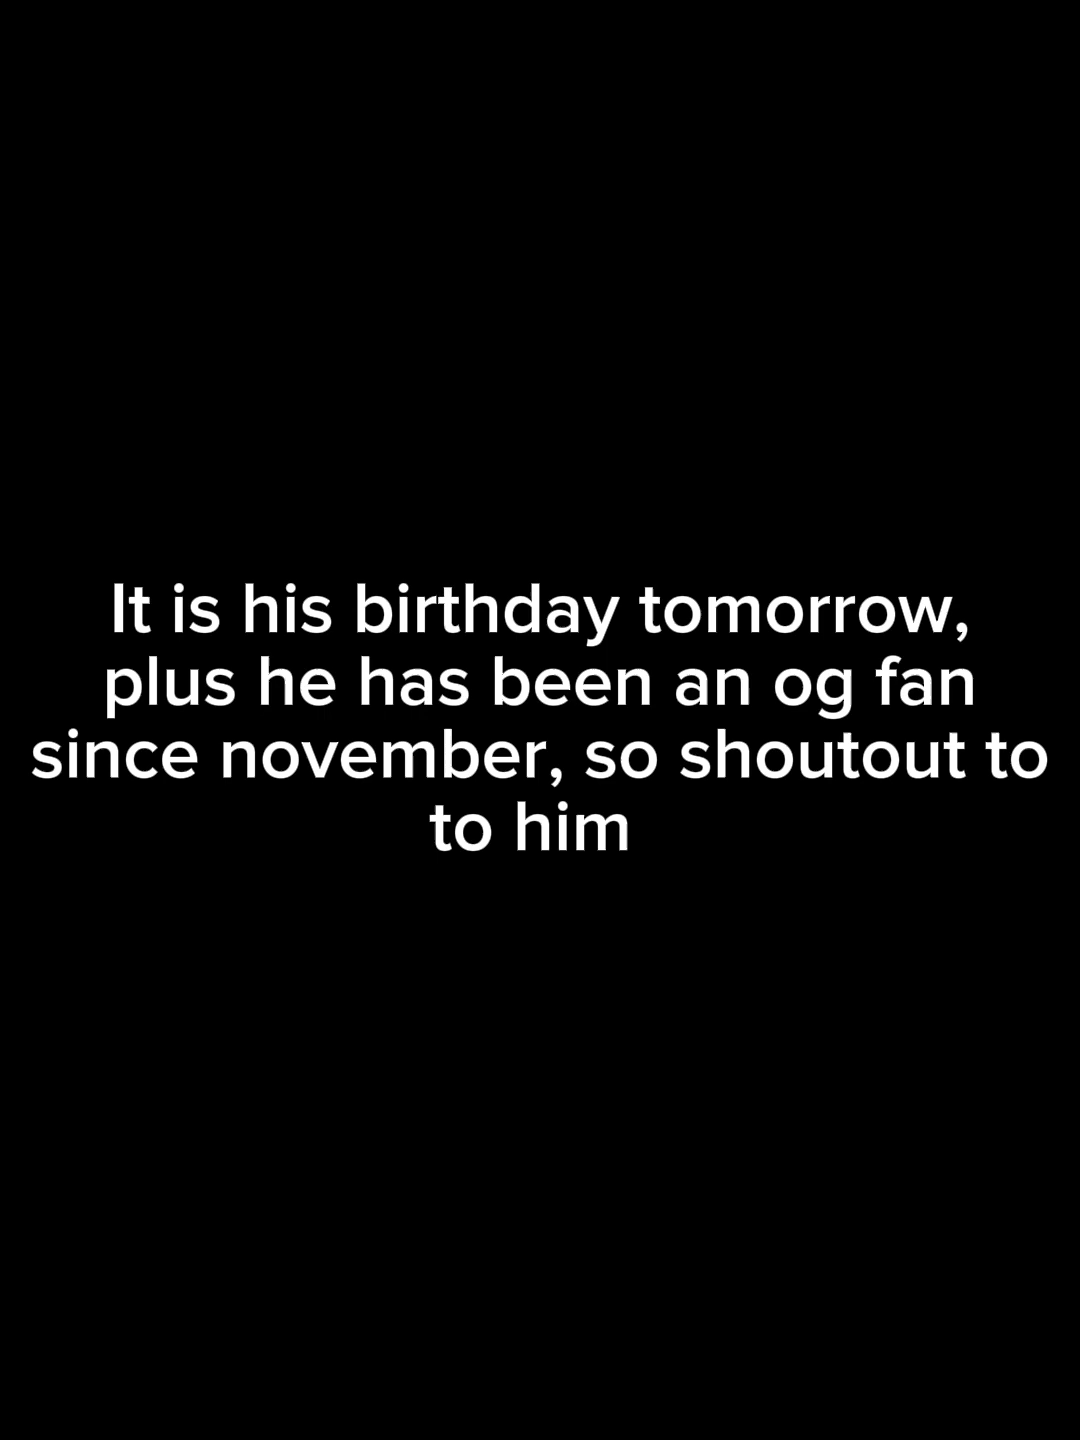 It is his birthday tomorrow,
plus he has been an og fan
since november, so shoutout to
to him